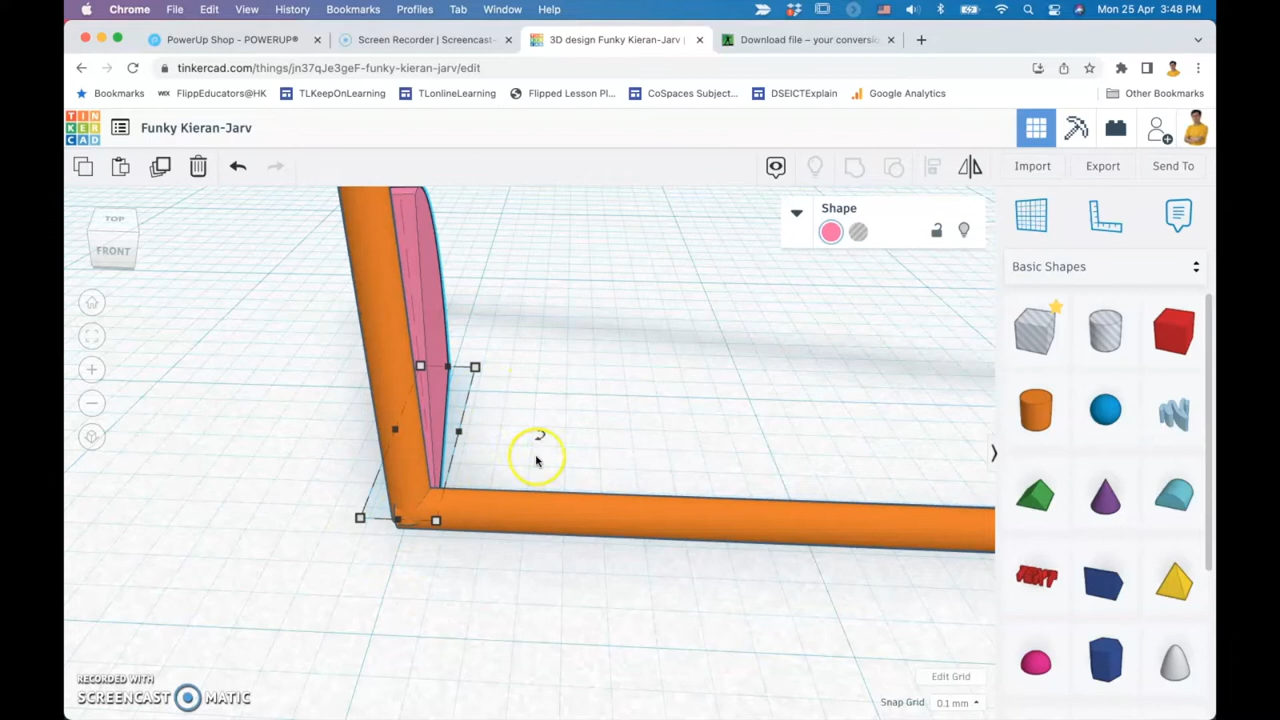 Chrome File Edit View History Bookmarks Profiles Tab Window Help Mon 25 Apr 3:48 PM
PowerUp Shop - POWERUP® Screen Recorder | Screencast- 3D design Funky Kieran-Jarv | Download file – your conversi
tinkercad.com/things/jn37qJe3geF-funky-kieran-jarv/edit
Bookmarks WIX FlippEducators@HK TLKeepOnLearning TLonlineLearning Flipped Lesson Pl... CoSpaces Subject... DSEICTExplain Google Analytics Other Bookmarks
TIN
KER
CAD
Funky Kieran-Jarv
Import Export Send To
Shape
TOP
FRONT
Basic Shapes
TEXT
Edit Grid
Snap Grid 0.1 mm
RECORDED WITH
SCREENCAST MATIC